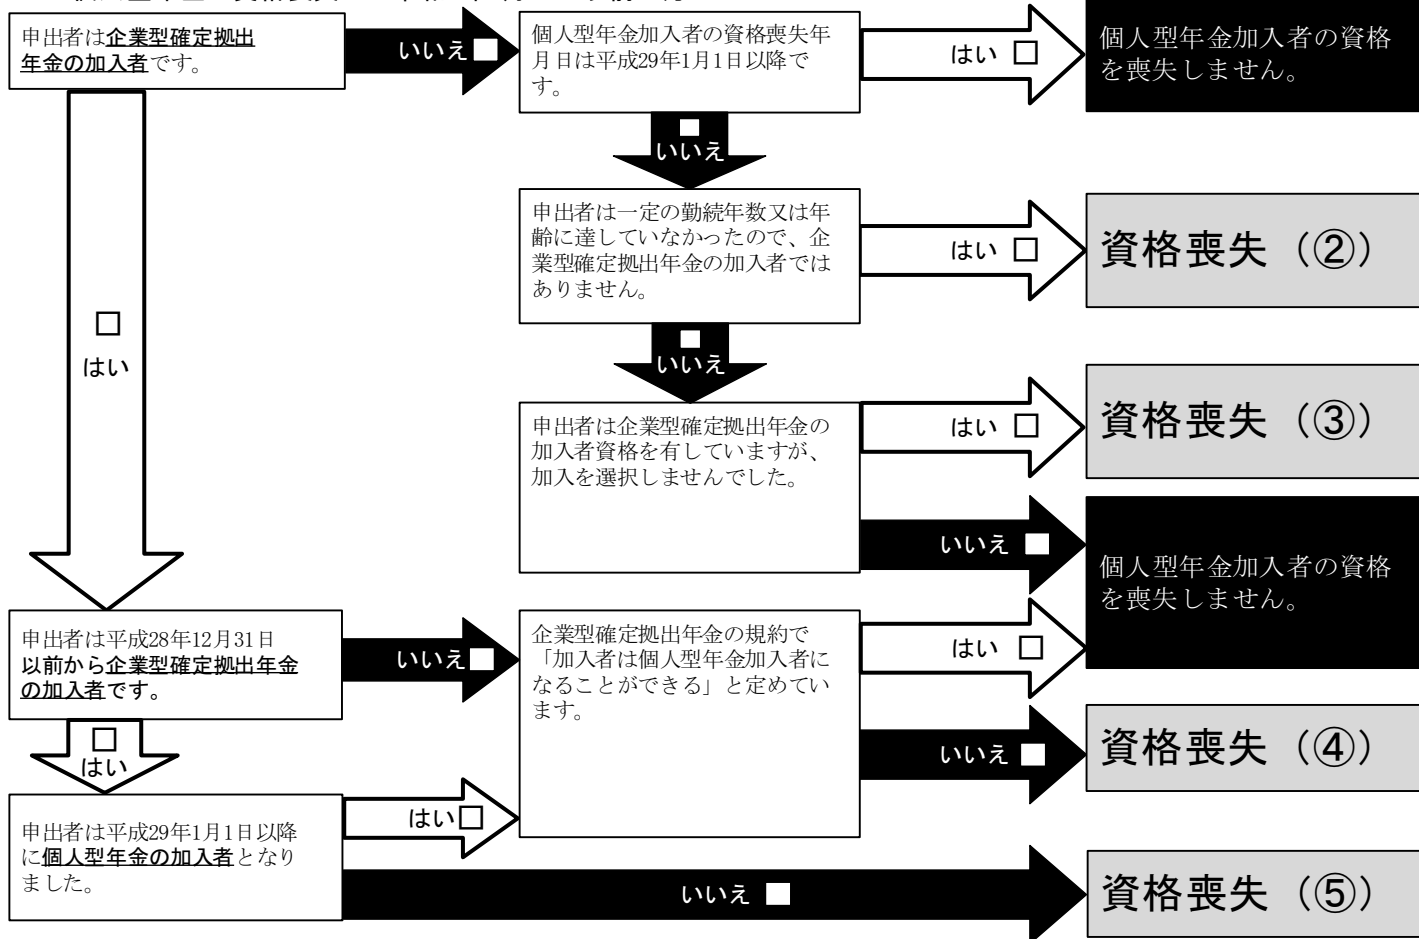 申出者は企業型確定拠出
年金の加入者です。
いいえ
個人型年金加入者の資格喪失年
月日は平成29年1月1日以降で
す。
はい
個人型年金加入者の資格
を喪失しません。
いいえ
申出者は一定の勤続年数又は年
齢に達していなかったので、企
業型確定拠出年金の加入者では
ありません。
はい
資格喪失（②）
はい
いいえ
申出者は企業型確定拠出年金の
加入者資格を有していますが、
加入を選択しませんでした。
はい
資格喪失（③）
いいえ
個人型年金加入者の資格
を喪失しません。
申出者は平成28年12月31日
以前から企業型確定拠出年金
の加入者です。
いいえ
企業型確定拠出年金の規約で
「加入者は個人型年金加入者に
なることができる」と定めてい
ます。
はい
いいえ
資格喪失（④）
はい
申出者は平成29年1月1日以降
に個人型年金の加入者となり
ました。
はい
いいえ
資格喪失（⑤）